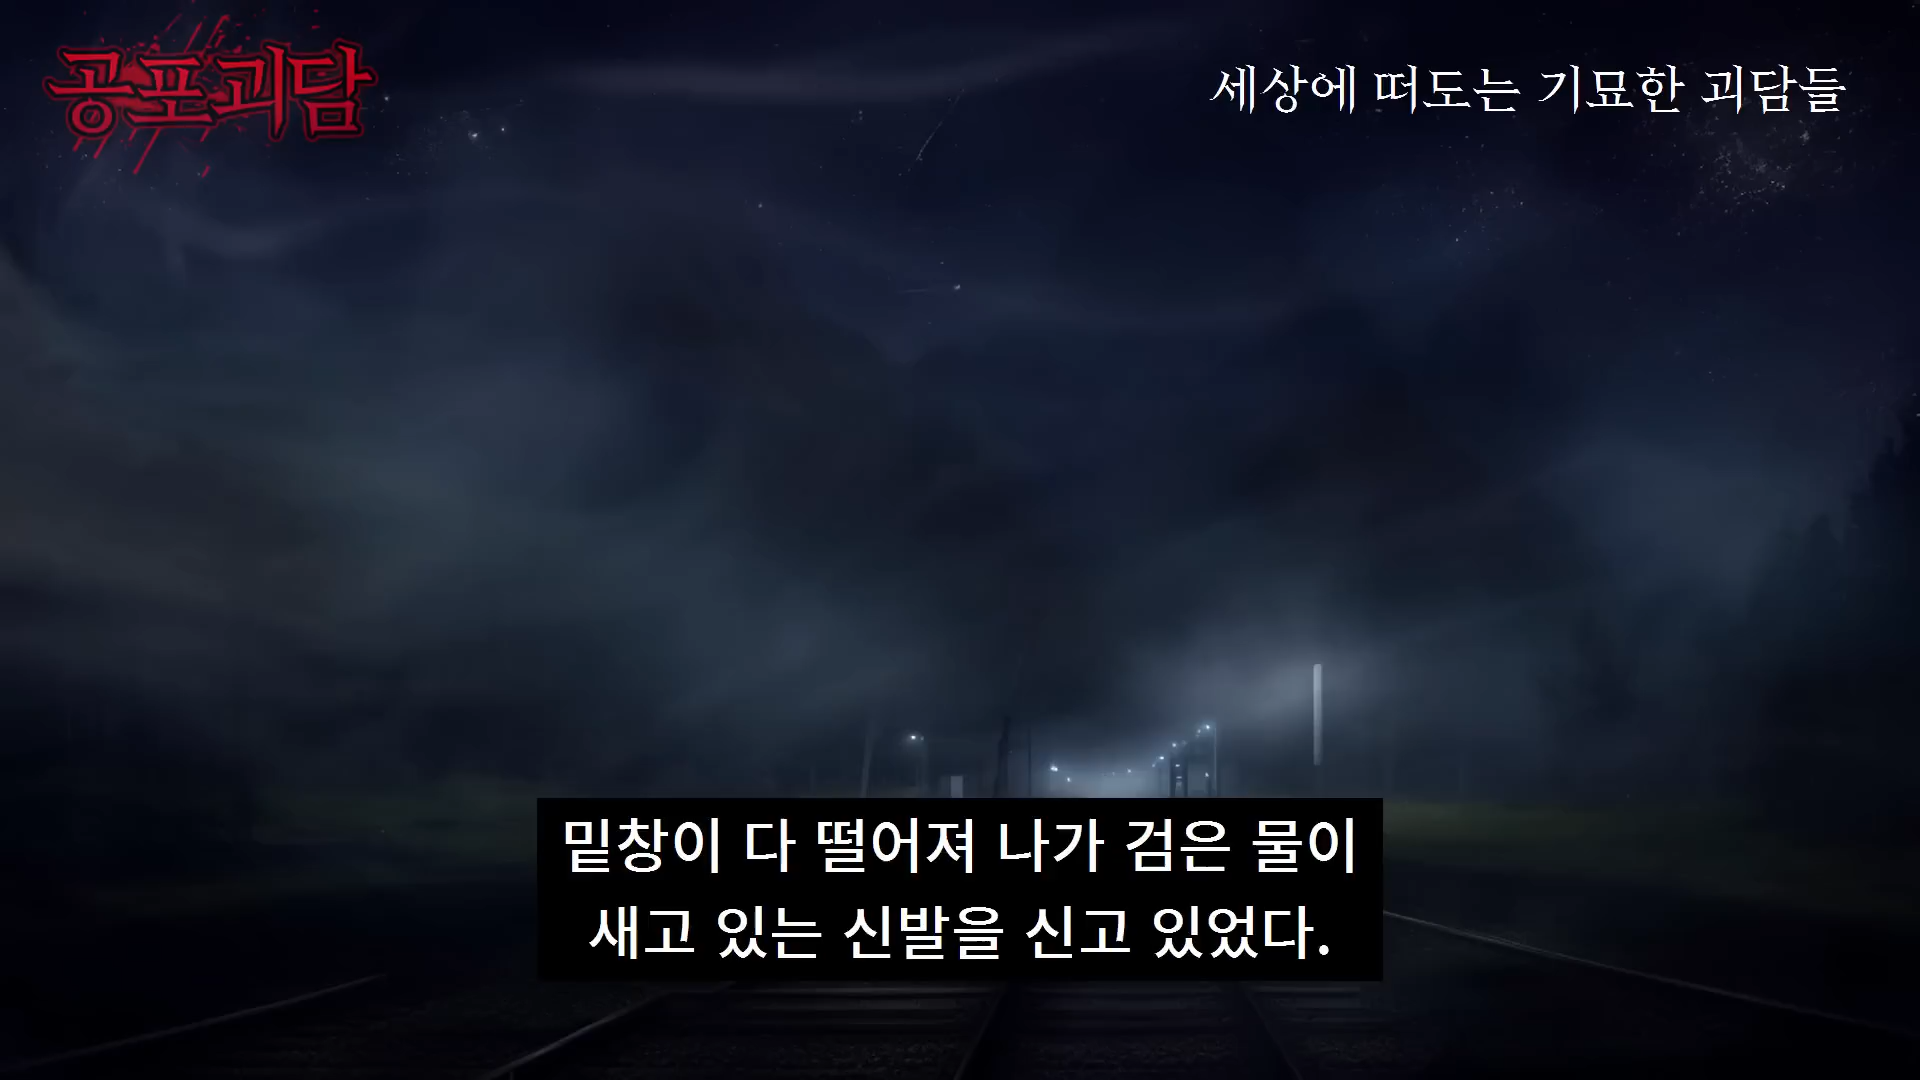 공포괴담
세상에 떠도는 기묘한 괴담들
밑창이 다 떨어져 나가 검은 물이
새고 있는 신발을 신고 있었다.